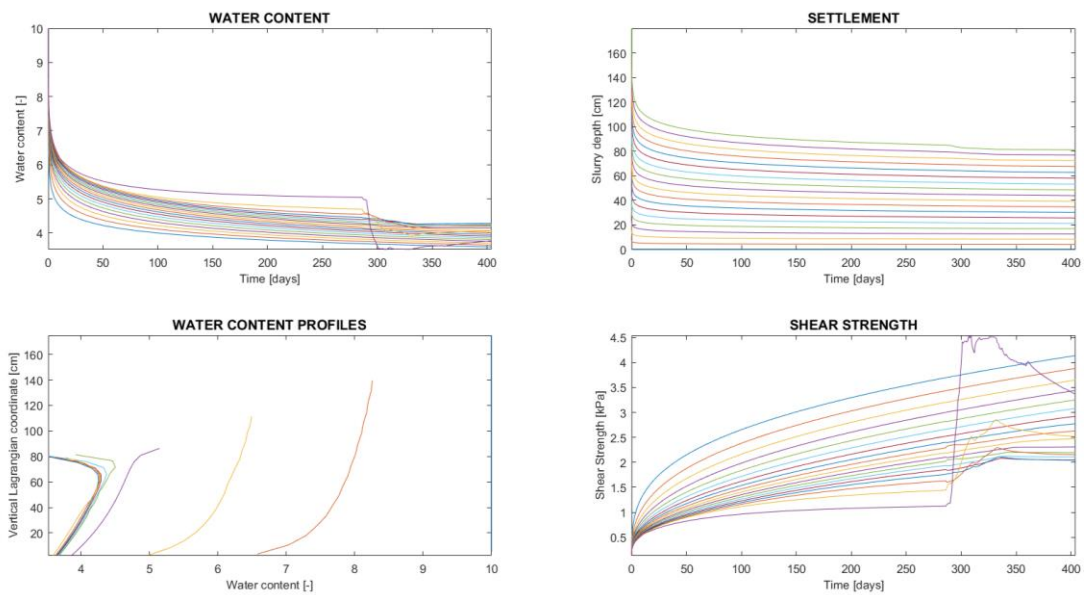 WATER CONTENT
10
9
8
7
6
5
4
Water content [-]
0 50 100 150 200 250 300 350 400
Time [days]
SETTLEMENT
160
140
120
100
80
60
40
20
0
Slurry depth [cm]
0 50 100 150 200 250 300 350 400
Time [days]
WATER CONTENT PROFILES
160
140
120
100
80
60
40
20
Vertical Lagrangian coordinate [cm]
4 5 6 7 8 9 10
Water content [-]
SHEAR STRENGTH
4.5
4
3.5
3
2.5
2
1.5
1
0.5
Shear Strength [kPa]
0 50 100 150 200 250 300 350 400
Time [days]